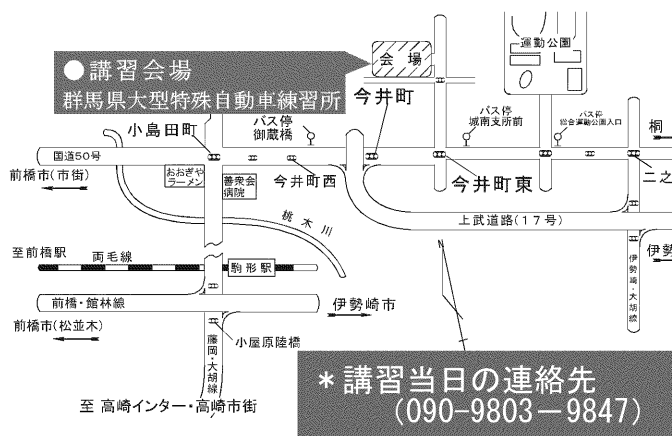 ●講習会場
群馬県大型特殊自動車練習所
会場
運動公園
小島田町
バス停
御蔵橋
今井町
バス停
城南支所前
バス停
総合運動公園入口
桐
国道50号
前橋市(市街)
おおぎや
ラーメン
善衆会
病院
今井町西
今井町東
二之
桃木川
上武道路(17号)
N
至前橋駅
両毛線
駒形駅
伊勢
伊勢崎・大胡線
前橋・館林線
伊勢崎市
前橋市(松並木)
小屋原陸橋
藤岡・大胡線
至 高崎インター・高崎市街
*講習当日の連絡先
(090-9803-9847)